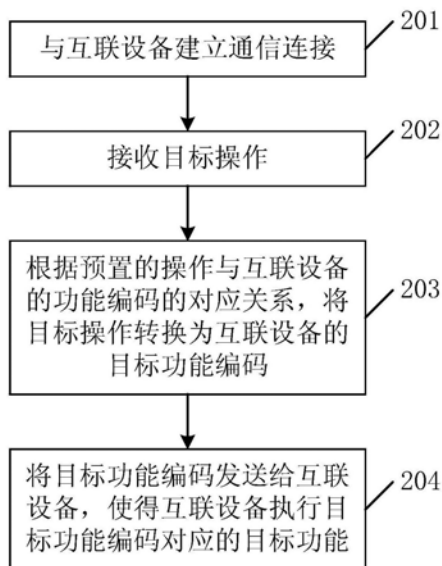 与互联设备建立通信连接
201
接收目标操作
202
根据预置的操作与互联设备
的功能编码的对应关系，将
目标操作转换为互联设备的
目标功能编码
203
将目标功能编码发送给互联
设备，使得互联设备执行目
标功能编码对应的目标功能
204